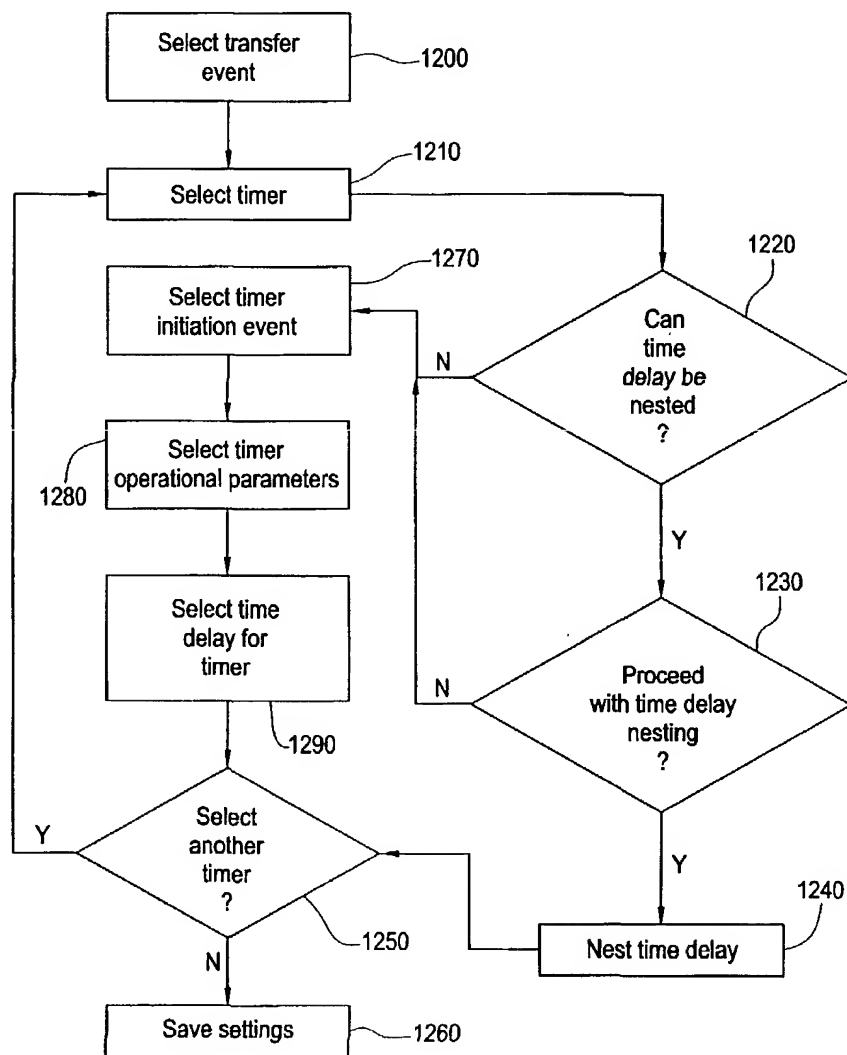 Select transfer
event
1200
1210
Select timer
1220
1270
Select timer
initiation event
Can
time
delay be
nested
?
N
Select timer
operational parameters
1280
Y
1230
Select time
delay for
timer
N
Proceed
with time delay
nesting
?
1290
Select
another
timer
?
Y
Y
1240
1250
Nest time delay
N
Save settings
1260